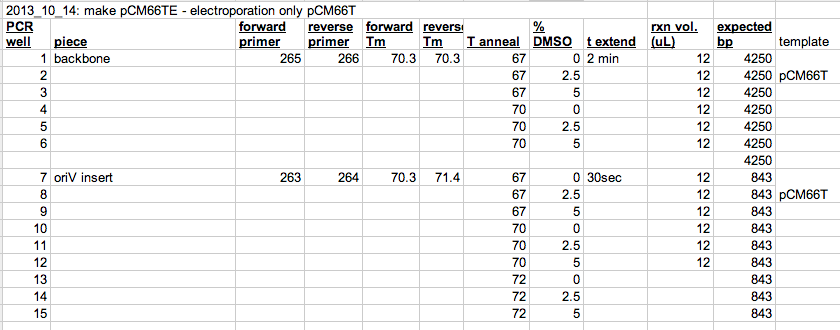 2013_10_14: make pCM66TE - electroporation only pCM66T
PCR well piece forward primer reverse primer forward Tm revers Tm T anneal % DMSO t extend rxn vol. (uL) expected bp template
1 backbone 265 266 70.3 70.3 67 0 2 min 12 4250
2 67 2.5 12 4250 pCM66T
3 67 5 12 4250
4 70 0 12 4250
5 70 2.5 12 4250
6 70 5 12 4250
4250
7 oriV insert 263 264 70.3 71.4 67 0 30sec 12 843
8 67 2.5 12 843 pCM66T
9 67 5 12 843
10 70 0 12 843
11 70 2.5 12 843
12 70 5 12 843
13 72 0 843
14 72 2.5 843
15 72 5 843